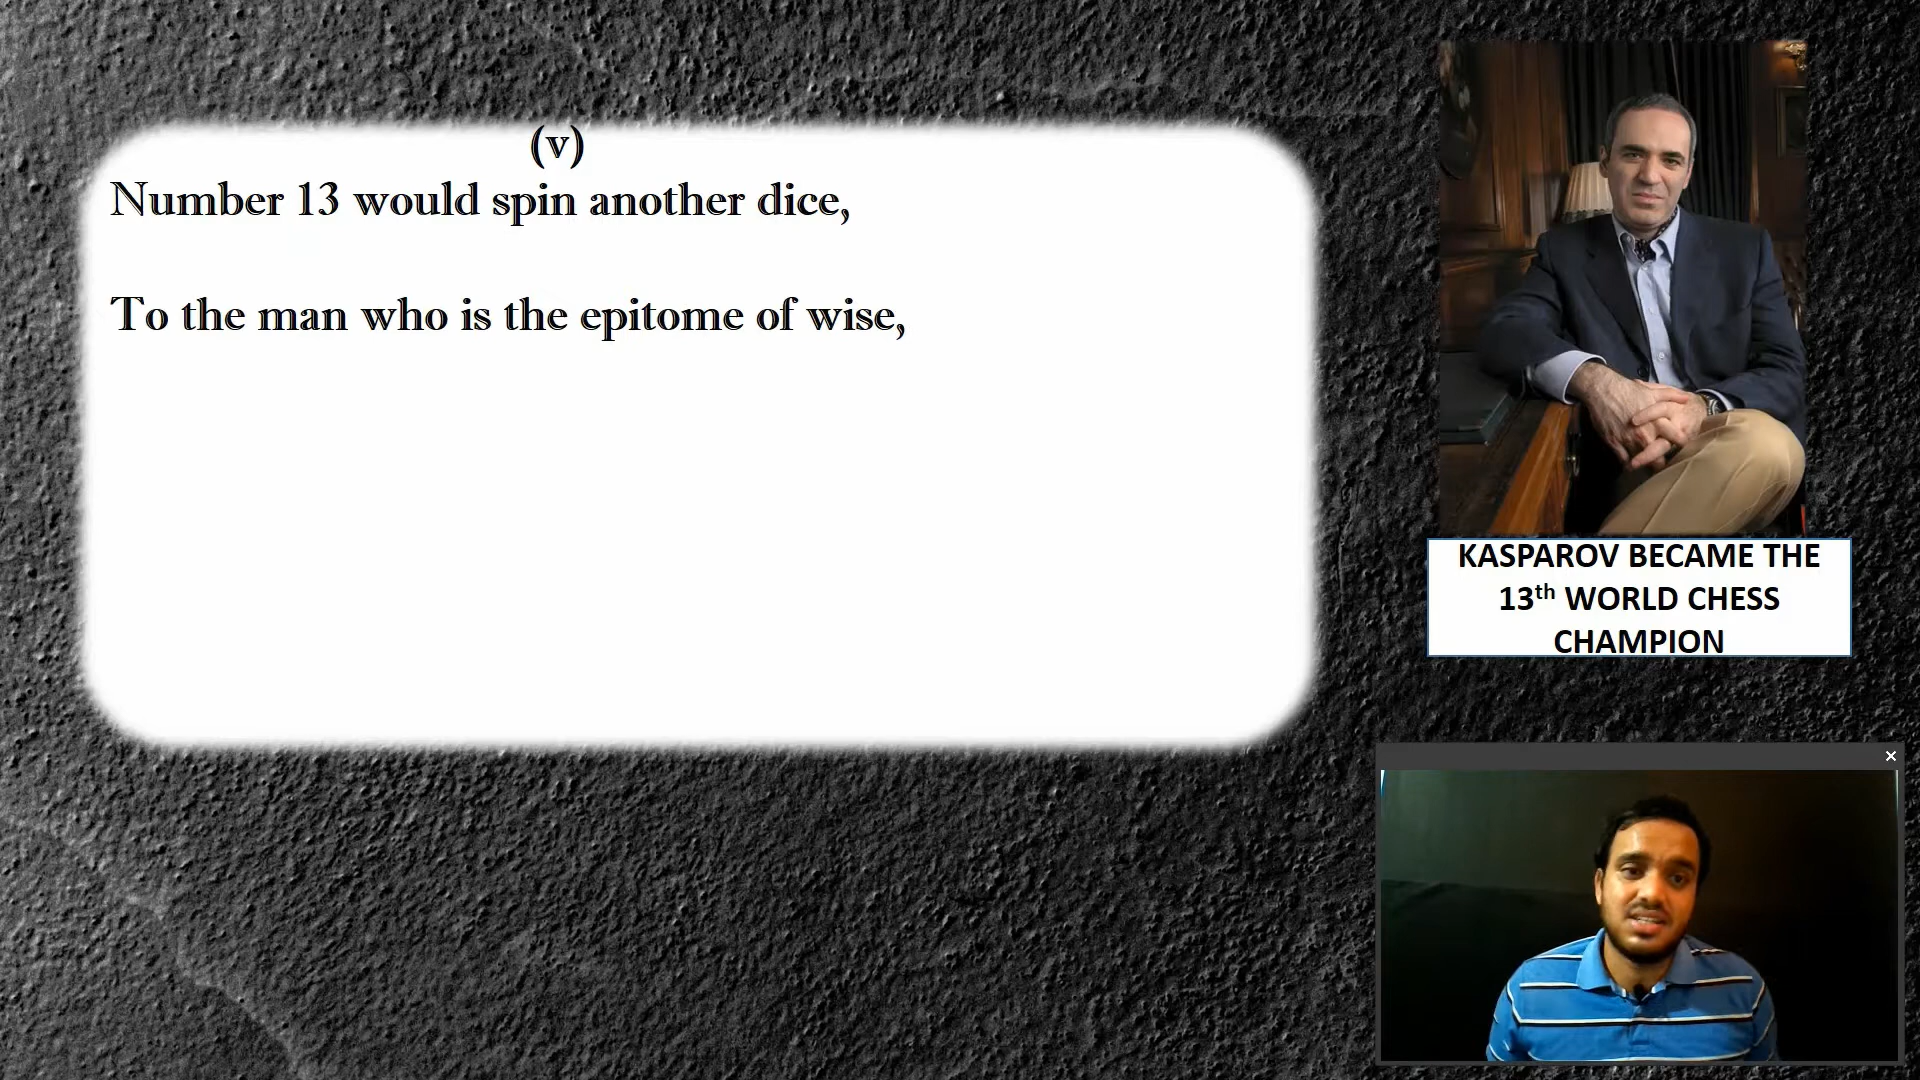 (v)
Number 13 would spin another dice,
To the man who is the epitome of wise,
KASPAROV BECAME THE
13th WORLD CHESS
CHAMPION